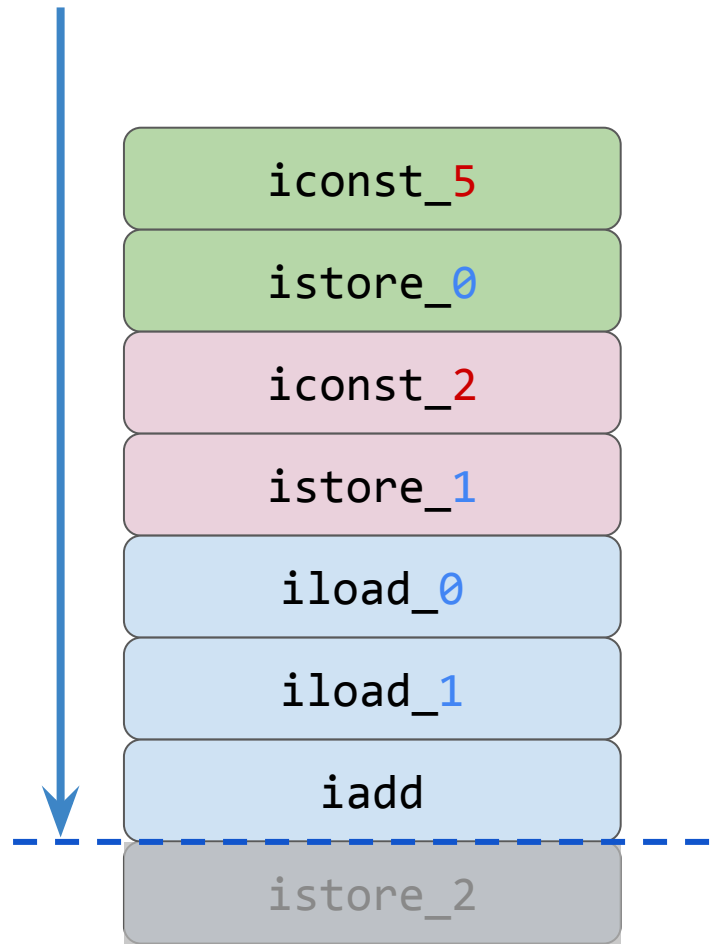 iconst_5
istore_0
iconst_2
istore_1
iload_0
iload_1
iadd
istore_2